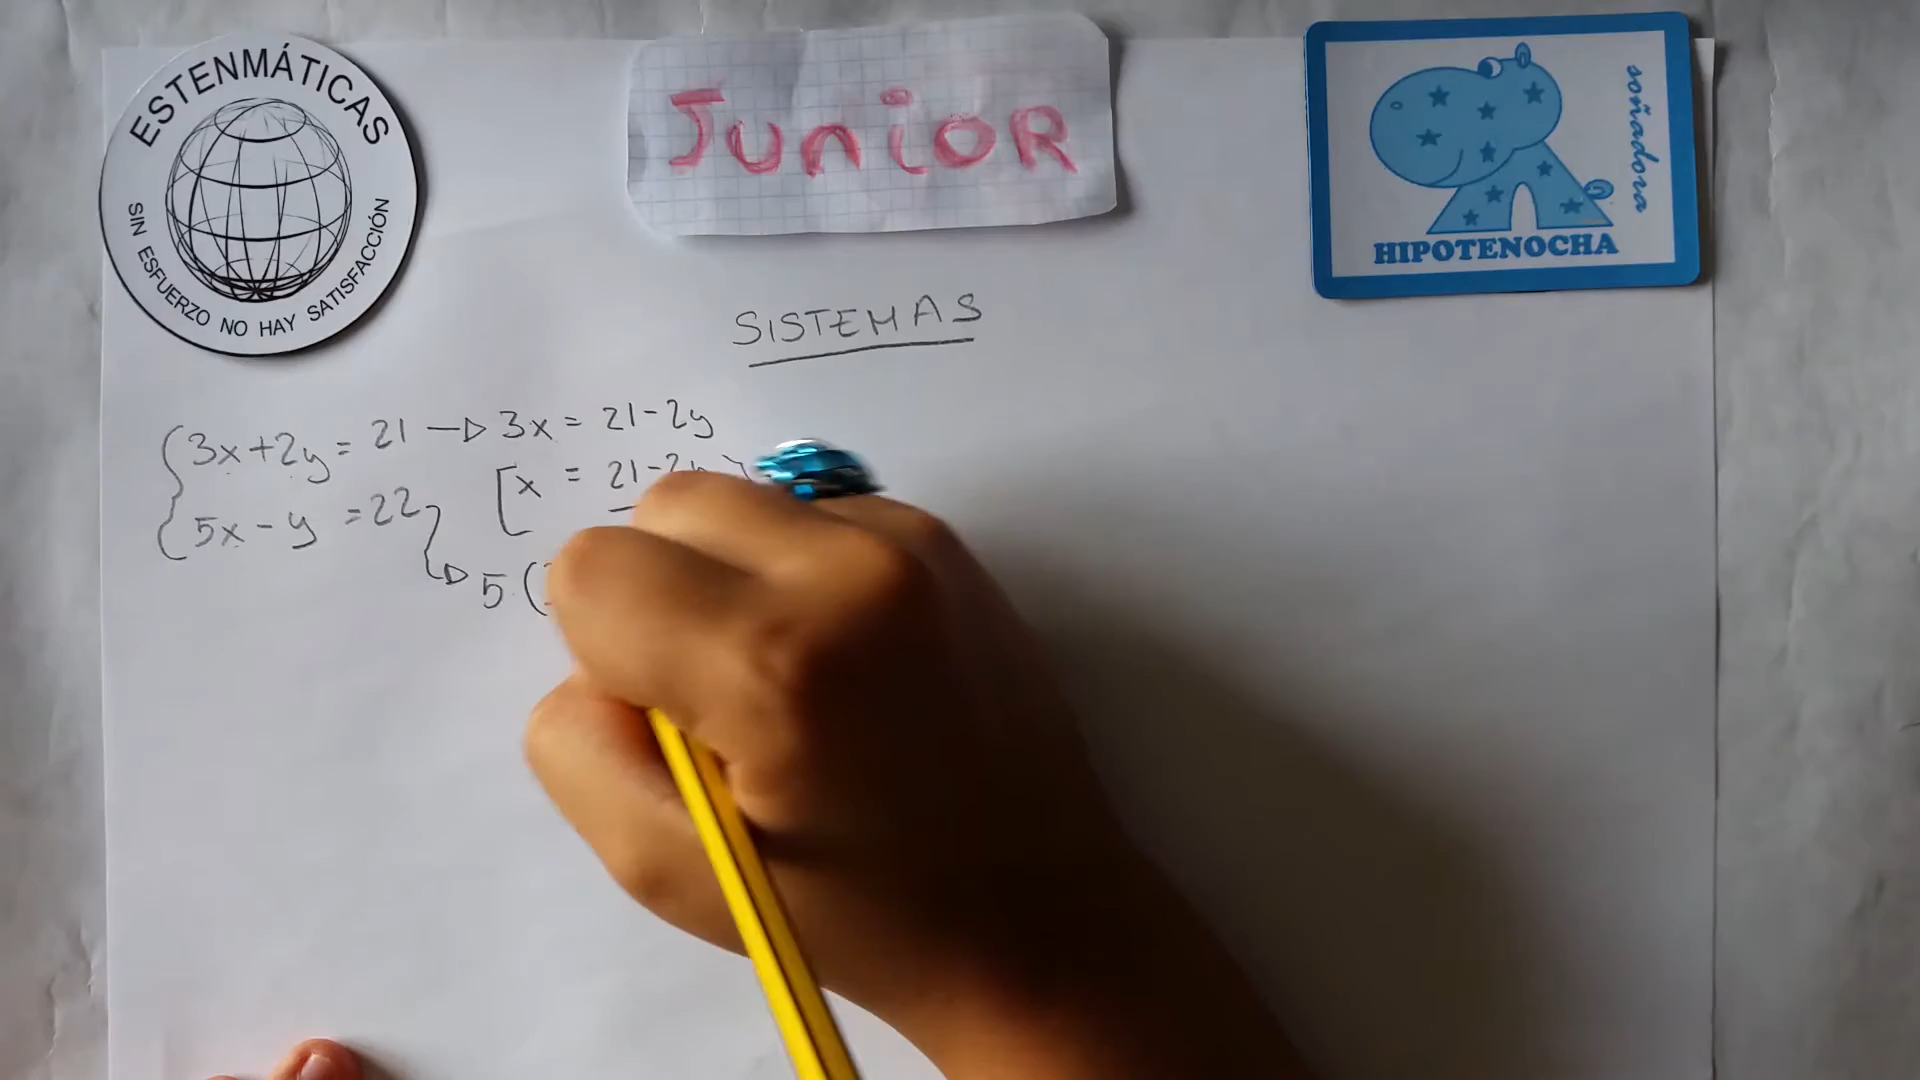 ESTENMÁTICAS
SIN ESFUERZO NO HAY SATISFACCIÓN
JUNiOR
soñadora
HIPOTENOCHA
SISTEMAS
3x+2y=21 → 3x = 21-2y
[x = 21-2y
5x-y =22
5(